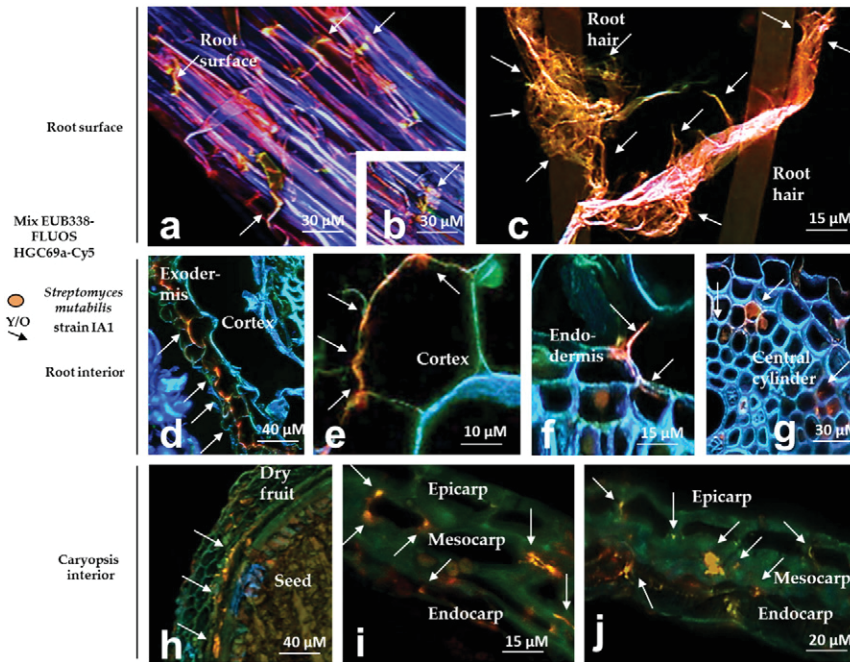 Root surface
Mix EUB338-
FLUOS
HGC69a-Cy5
Streptomyces
mutabilis
Y/O
strain IA1
Root interior
Caryopsis
interior
Root
surface
a
30 µM
b
30 µM
Root
hair
Root
hair
c
15 µM
Exoder-
mis
Cortex
d
40 µM
Cortex
e
10 µM
Endo-
dermis
f
15 µM
Central
cylinder
g
30 µM
Dry
fruit
Seed
h
40 µM
Epicarp
Mesocarp
Endocarp
i
15 µM
Epicarp
Mesocarp
Endocarp
j
20 µM